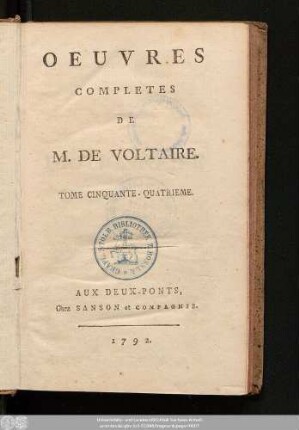 OEUVRES
COMPLETES
DE
M. DE VOLTAIRE.
TOME CINQUANTE-QUATRIEME.
AUX DEUX-PONTS,
Chez SANSON et COMPAGNIE.
1792.